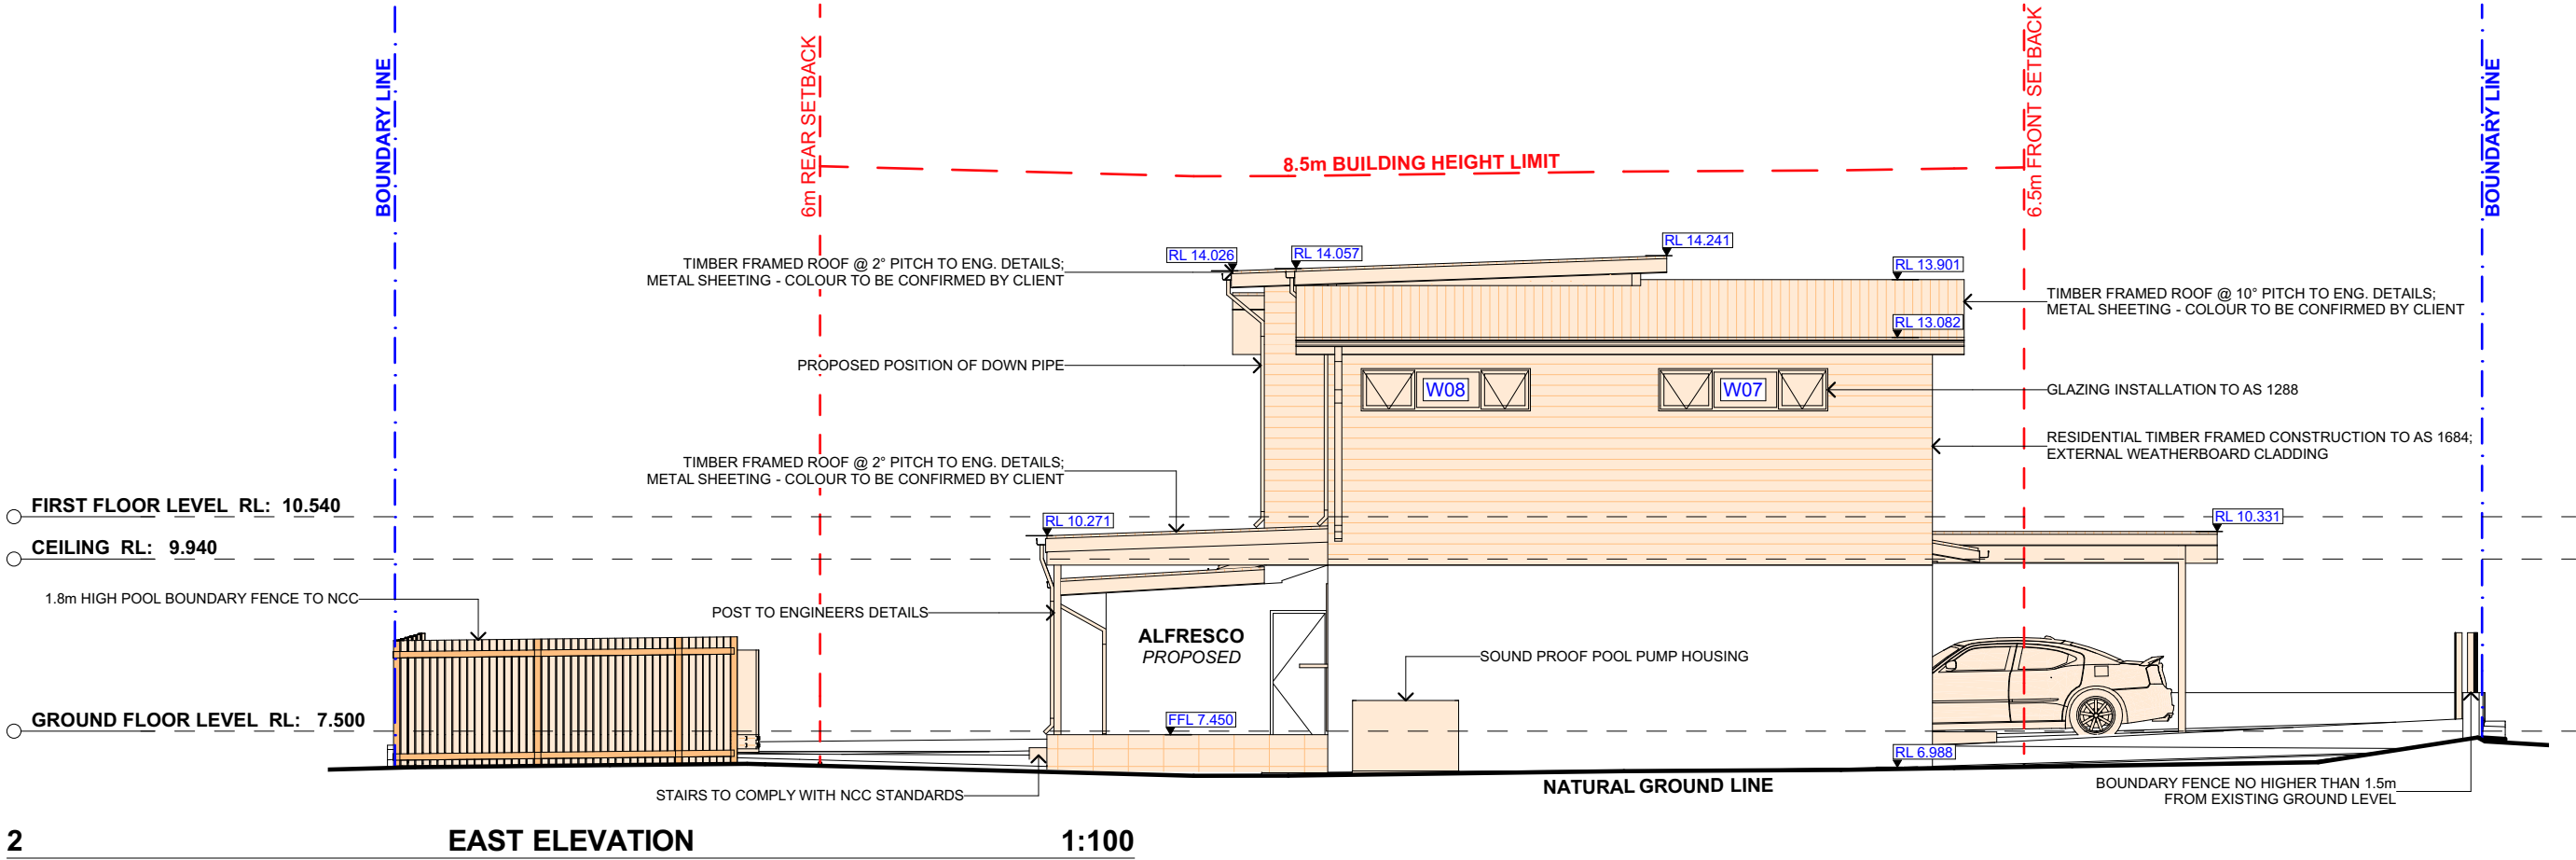 BOUNDARY LINE
6m REAR SETBACK
8.5m BUILDING HEIGHT LIMIT
6.5m FRONT SETBACK
BOUNDARY LINE
RL 14.026
RL 14.057
RL 14.241
RL 13.901
RL 13.082
TIMBER FRAMED ROOF @ 2° PITCH TO ENG. DETAILS;
METAL SHEETING - COLOUR TO BE CONFIRMED BY CLIENT
TIMBER FRAMED ROOF @ 10° PITCH TO ENG. DETAILS;
METAL SHEETING - COLOUR TO BE CONFIRMED BY CLIENT
PROPOSED POSITION OF DOWN PIPE
W08
W07
GLAZING INSTALLATION TO AS 1288
RESIDENTIAL TIMBER FRAMED CONSTRUCTION TO AS 1684;
EXTERNAL WEATHERBOARD CLADDING
TIMBER FRAMED ROOF @ 2° PITCH TO ENG. DETAILS;
METAL SHEETING - COLOUR TO BE CONFIRMED BY CLIENT
FIRST FLOOR LEVEL RL: 10.540
RL 10.271
RL 10.331
CEILING RL: 9.940
1.8m HIGH POOL BOUNDARY FENCE TO NCC
POST TO ENGINEERS DETAILS
ALFRESCO
PROPOSED
SOUND PROOF POOL PUMP HOUSING
GROUND FLOOR LEVEL RL: 7.500
FFL 7.450
RL 6.988
STAIRS TO COMPLY WITH NCC STANDARDS
NATURAL GROUND LINE
BOUNDARY FENCE NO HIGHER THAN 1.5m
FROM EXISTING GROUND LEVEL
2 EAST ELEVATION 1:100